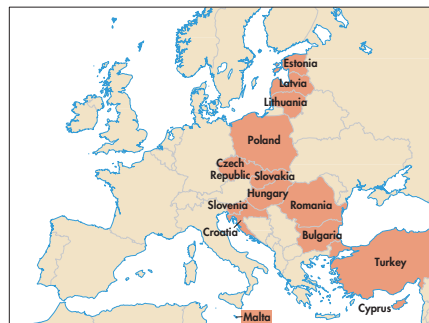 Estonia
Latvia
Lithuania
Poland
Czech
Republic
Slovakia
Hungary
Slovenia
Romania
Croatia
Bulgaria
Turkey
Cyprus
Malta